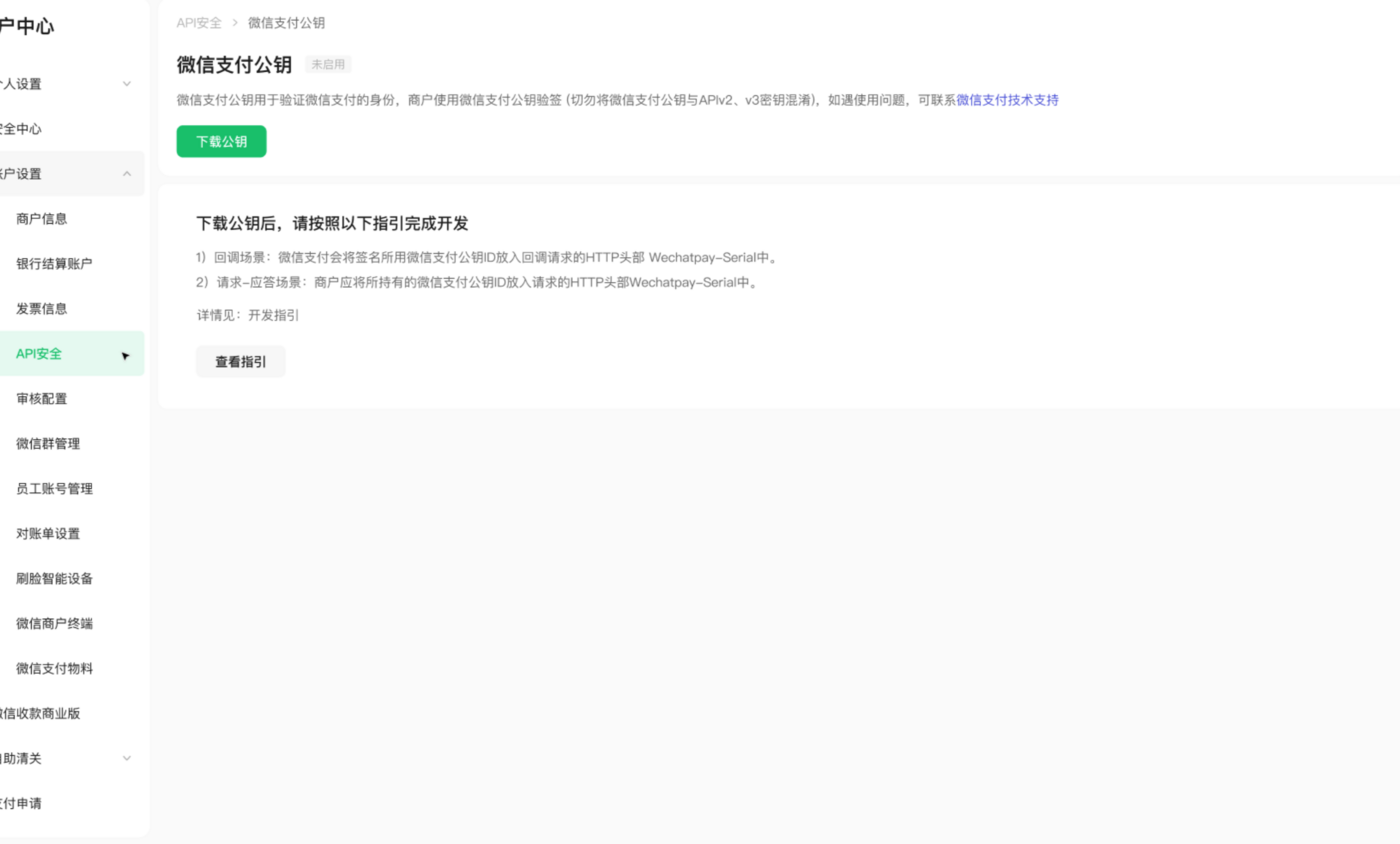 户中心
人设置
安全中心
账户设置
商户信息
银行结算账户
发票信息
API安全
审核配置
微信群管理
员工账号管理
对账单设置
刷脸智能设备
微信商户终端
微信支付物料
微信收款商业版
自助清关
支付申请
API安全 > 微信支付公钥
微信支付公钥 未启用
微信支付公钥用于验证微信支付的身份，商户使用微信支付公钥验签 (切勿将微信支付公钥与APIv2、v3密钥混淆)，如遇使用问题，可联系微信支付技术支持
下载公钥
下载公钥后，请按照以下指引完成开发
1）回调场景：微信支付会将签名所用微信支付公钥ID放入回调请求的HTTP头部 Wechatpay-Serial中。
2）请求-应答场景：商户应将所持有的微信支付公钥ID放入请求的HTTP头部Wechatpay-Serial中。
详情见：开发指引
查看指引